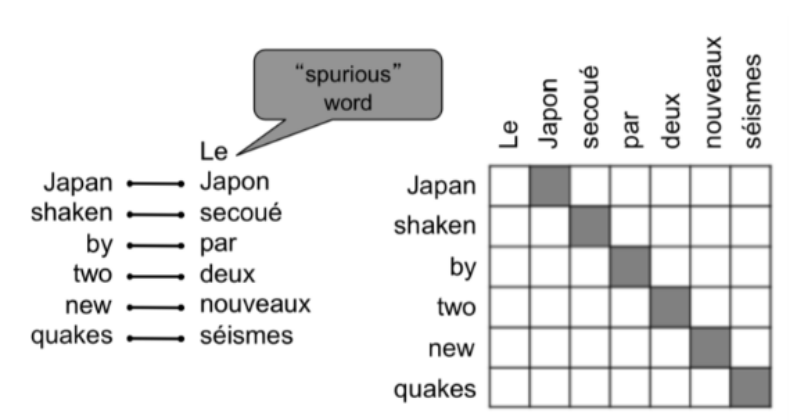 “spurious”
word
Le
Japan Japon
shaken secoué
by par
two deux
new nouveaux
quakes séismes
Le Japon secoué par deux nouveaux séismes
Japan
shaken
by
two
new
quakes